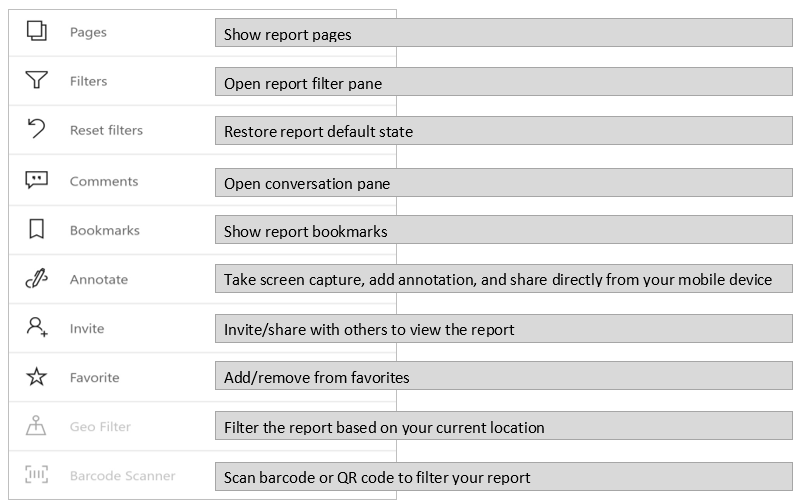 Pages Show report pages
Filters Open report filter pane
Reset filters Restore report default state
Comments Open conversation pane
Bookmarks Show report bookmarks
Annotate Take screen capture, add annotation, and share directly from your mobile device
Invite Invite/share with others to view the report
Favorite Add/remove from favorites
Geo Filter Filter the report based on your current location
Barcode Scanner Scan barcode or QR code to filter your report